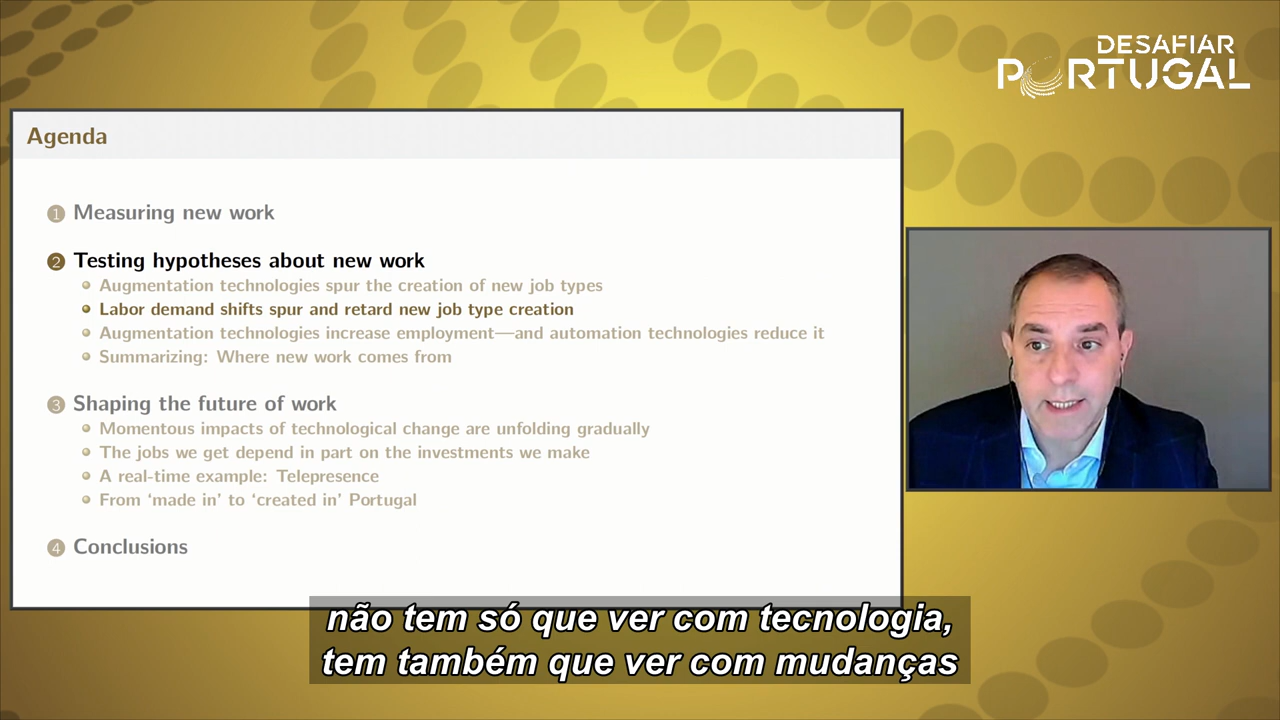 DESAFIAR
PORTUGAL
Agenda
1 Measuring new work
2 Testing hypotheses about new work
Augmentation technologies spur the creation of new job types
Labor demand shifts spur and retard new job type creation
Augmentation technologies increase employment—and automation technologies reduce it
Summarizing: Where new work comes from
3 Shaping the future of work
Momentous impacts of technological change are unfolding gradually
The jobs we get depend in part on the investments we make
A real-time example: Telepresence
From ‘made in’ to ‘created in’ Portugal
4 Conclusions
não tem só que ver com tecnologia,
tem também que ver com mudanças